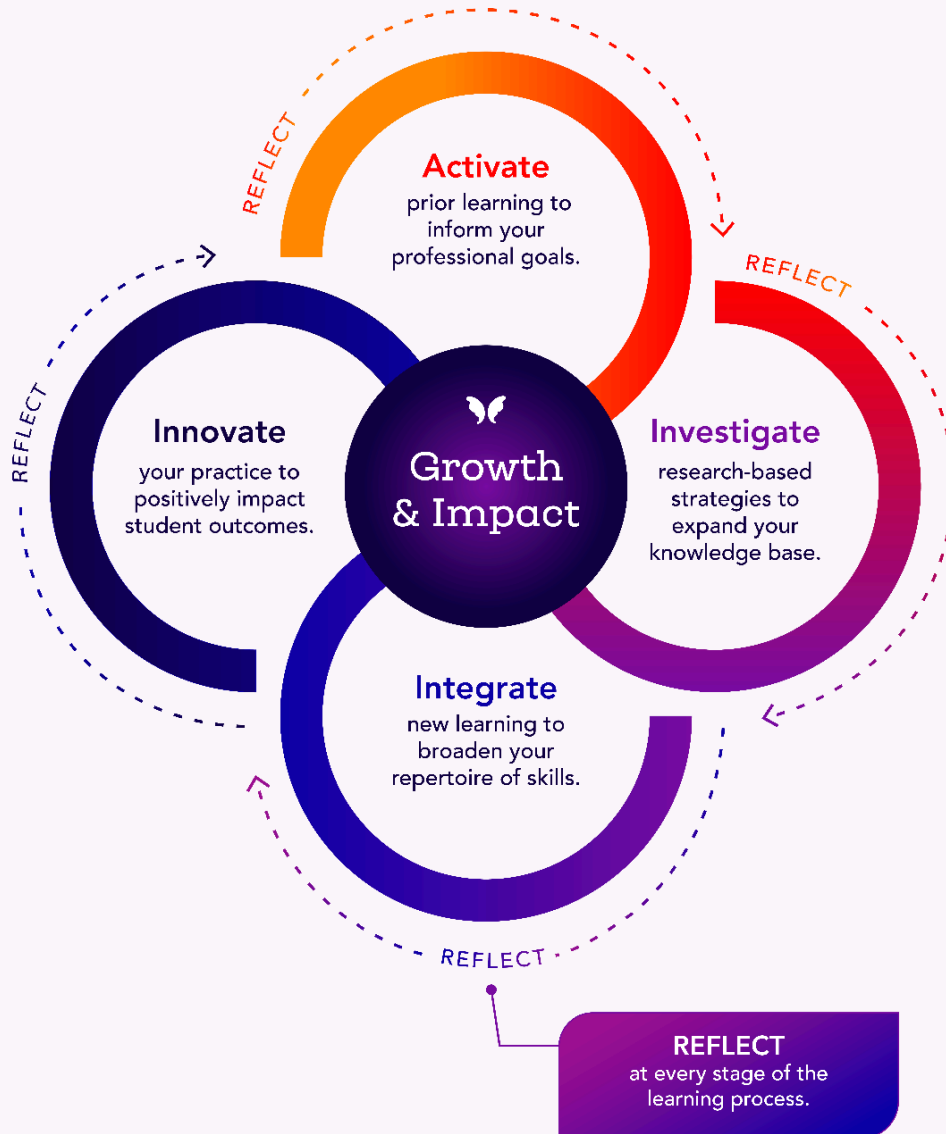 REFLECT
Activate
prior learning to
inform your
professional goals.
REFLECT
Investigate
research-based
strategies to
expand your
knowledge base.
Growth
& Impact
REFLECT
Innovate
your practice to
positively impact
student outcomes.
Integrate
new learning to
broaden your
repertoire of skills.
REFLECT
REFLECT
at every stage of the
learning process.